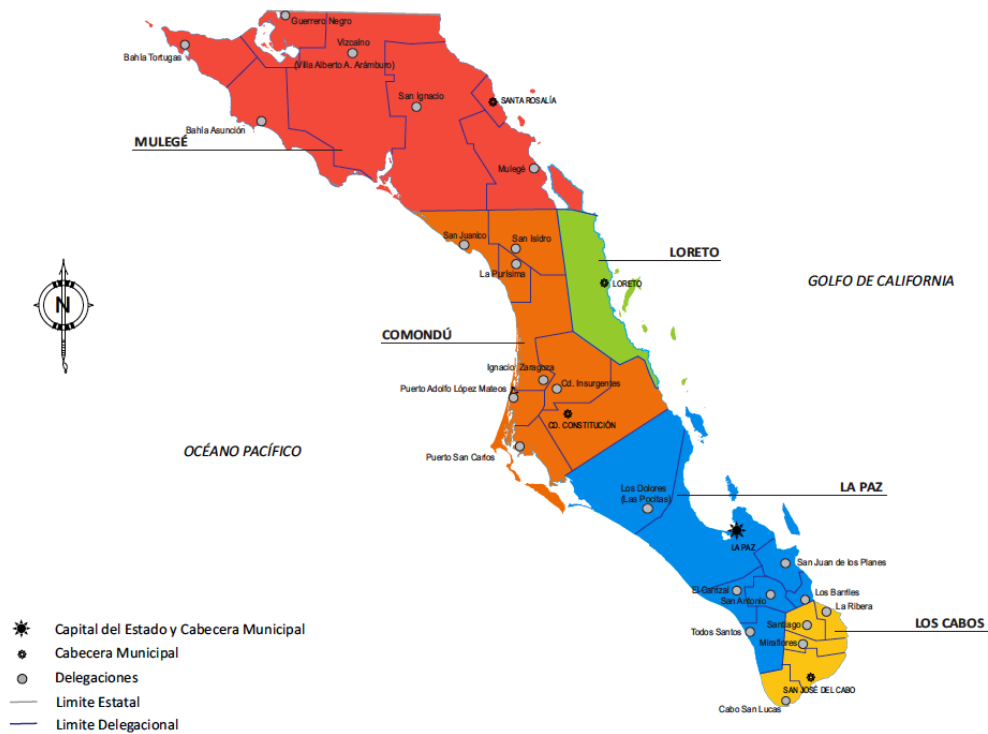 Guerrero Negro
Vizcaíno
(Villa Alberto A. Arámburo)
Bahía Tortugas
San Ignacio
SANTA ROSALÍA
Bahía Asunción
MULEGÉ
Mulegé
San Juanico
San Isidro
La Purísima
LORETO
LORETO
GOLFO DE CALIFORNIA
N
COMONDÚ
Ignacio Zaragoza
Cd. Insurgentes
Puerto Adolfo López Mateos
CD. CONSTITUCIÓN
OCÉANO PACÍFICO
Puerto San Carlos
Los Dolores
(Las Pocitas)
LA PAZ
LA PAZ
San Juan de los Planes
El Carrizal
San Antonio
Los Barriles
La Ribera
Santiago
LOS CABOS
Todos Santos
Miraflores
SAN JOSÉ DEL CABO
Cabo San Lucas
Capital del Estado y Cabecera Municipal
Cabecera Municipal
Delegaciones
Limite Estatal
Limite Delegacional